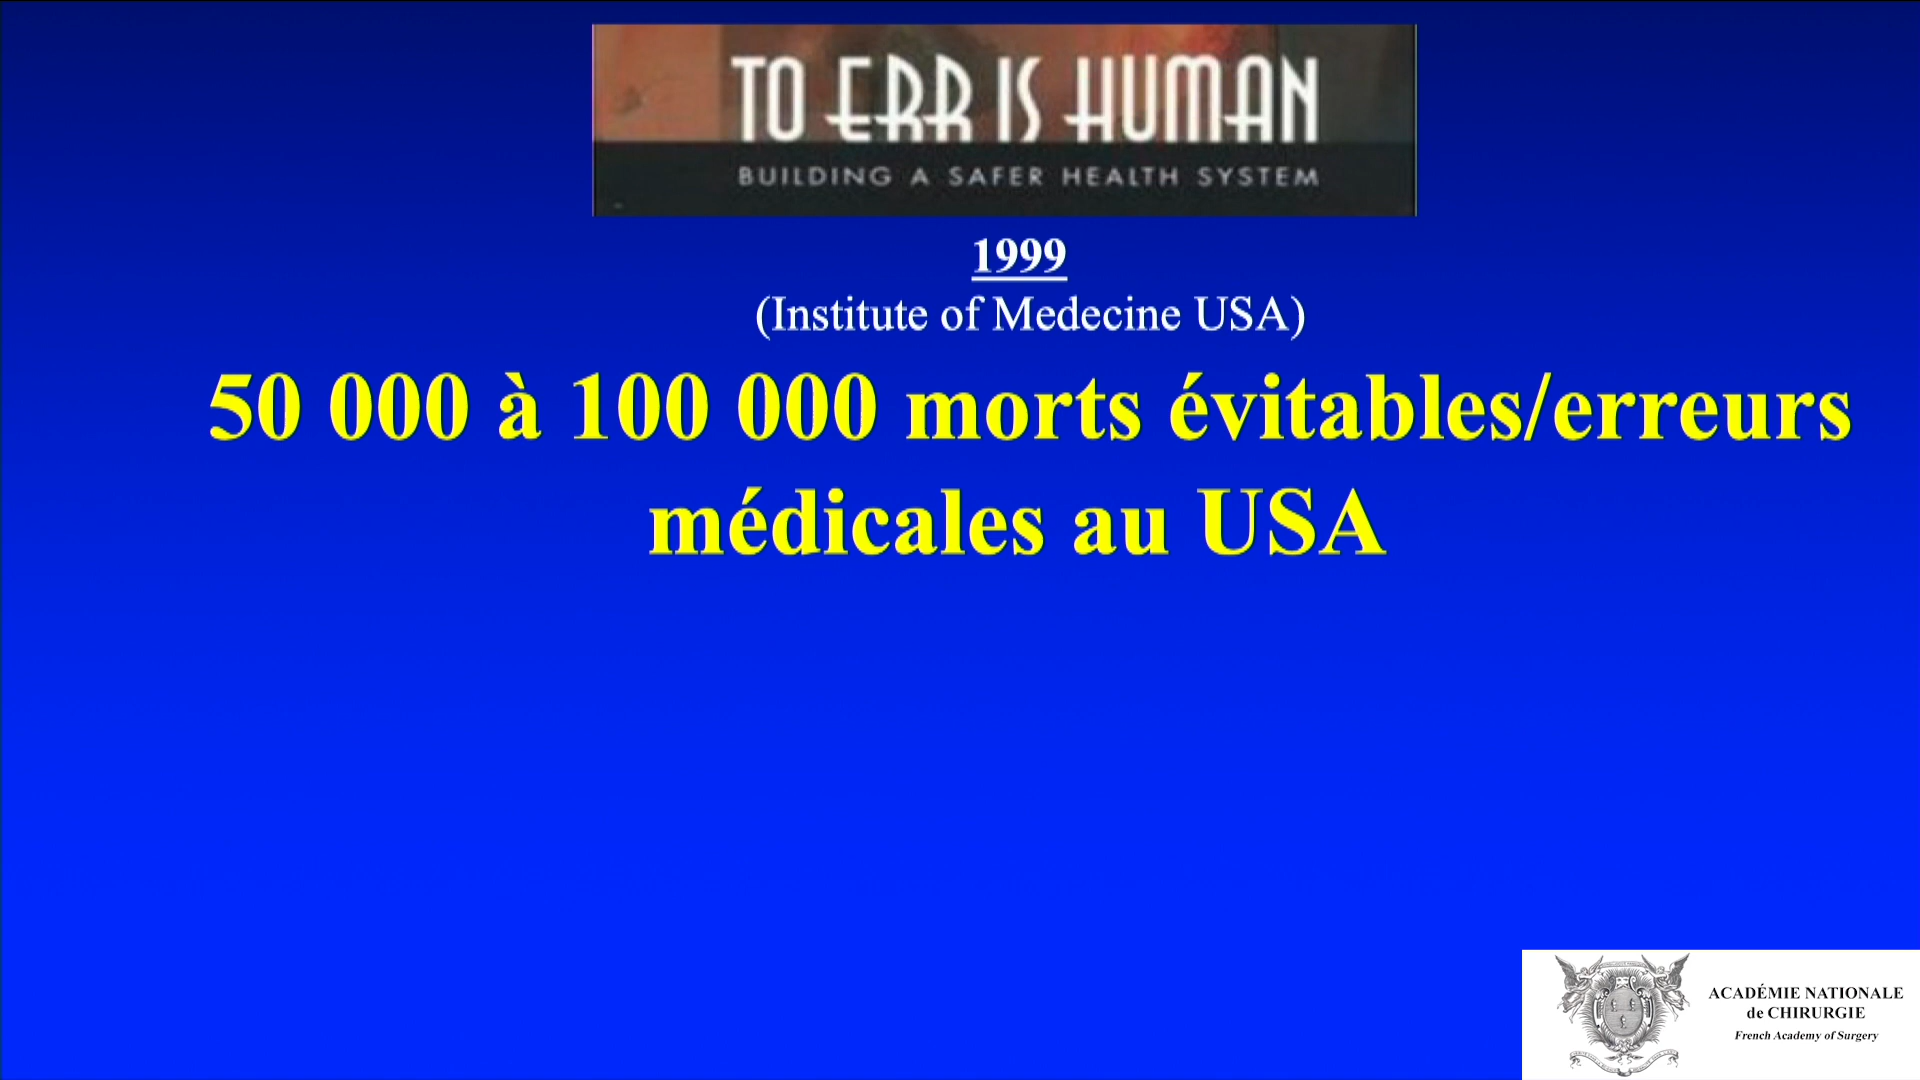 TO ERR IS HUMAN
BUILDING A SAFER HEALTH SYSTEM
1999
(Institute of Medecine USA)
50 000 à 100 000 morts évitables/erreurs
médicales au USA
ACADÉMIE NATIONALE
de CHIRURGIE
French Academy of Surgery